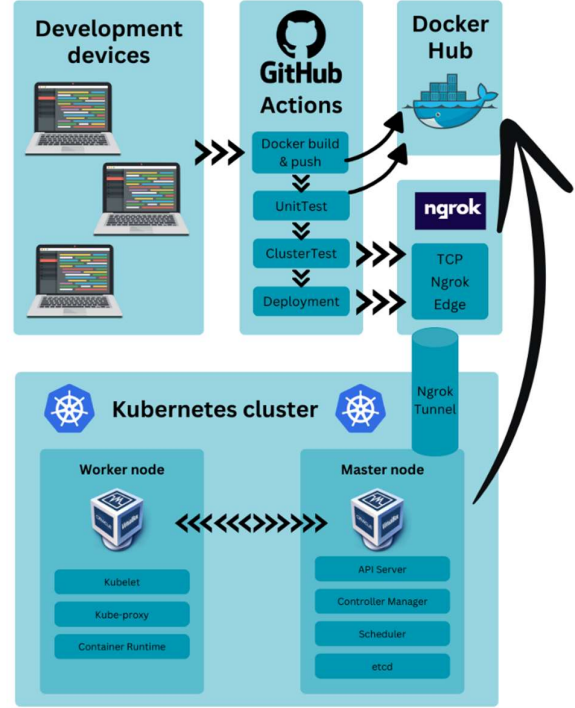 Development
devices
GitHub
Actions
Docker build
& push
UnitTest
ClusterTest
Deployment
Docker
Hub
ngrok
TCP
Ngrok
Edge
Ngrok
Tunnel
Kubernetes cluster
Worker node
Kubelet
Kube-proxy
Container Runtime
Master node
API Server
Controller Manager
Scheduler
etcd